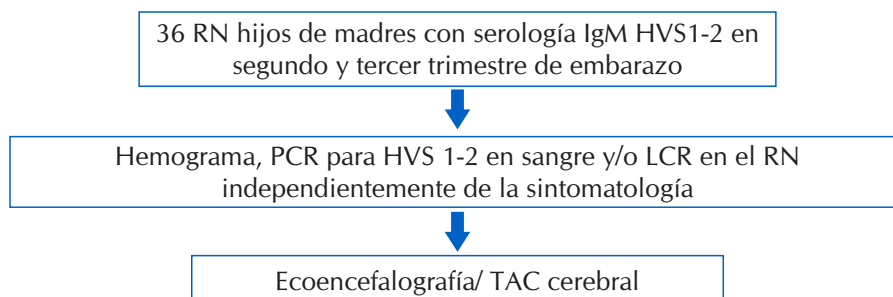 36 RN hijos de madres con serología IgM HVS1-2 en
segundo y tercer trimestre de embarazo
Hemograma, PCR para HVS 1-2 en sangre y/o LCR en el RN
independientemente de la sintomatología
Ecoencefalografía/ TAC cerebral